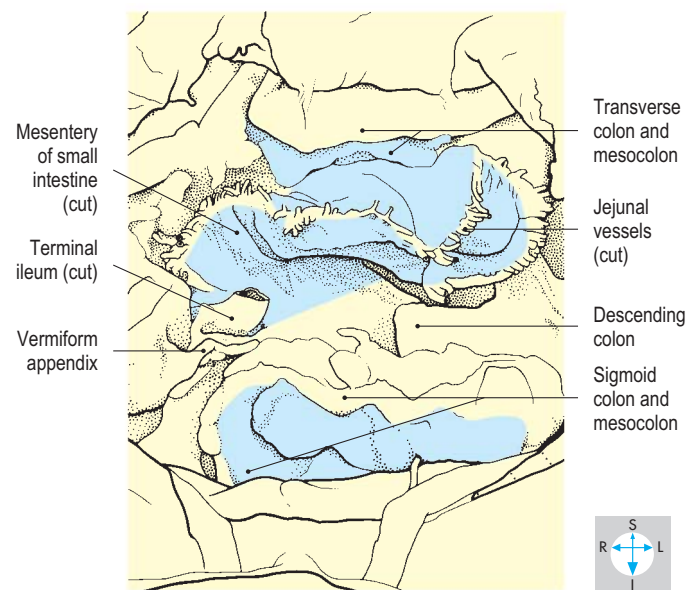 Mesentery
of small
intestine
(cut)
Terminal
ileum (cut)
Vermiform
appendix
Transverse
colon and
mesocolon
Jejunal
vessels
(cut)
Descending
colon
Sigmoid
colon and
mesocolon
S
R L
I